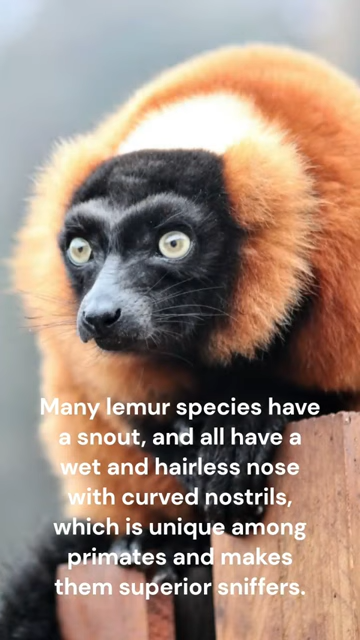 Many lemur species have
a snout, and all have a
wet and hairless nose
with curved nostrils,
which is unique among
primates and makes
them superior sniffers.